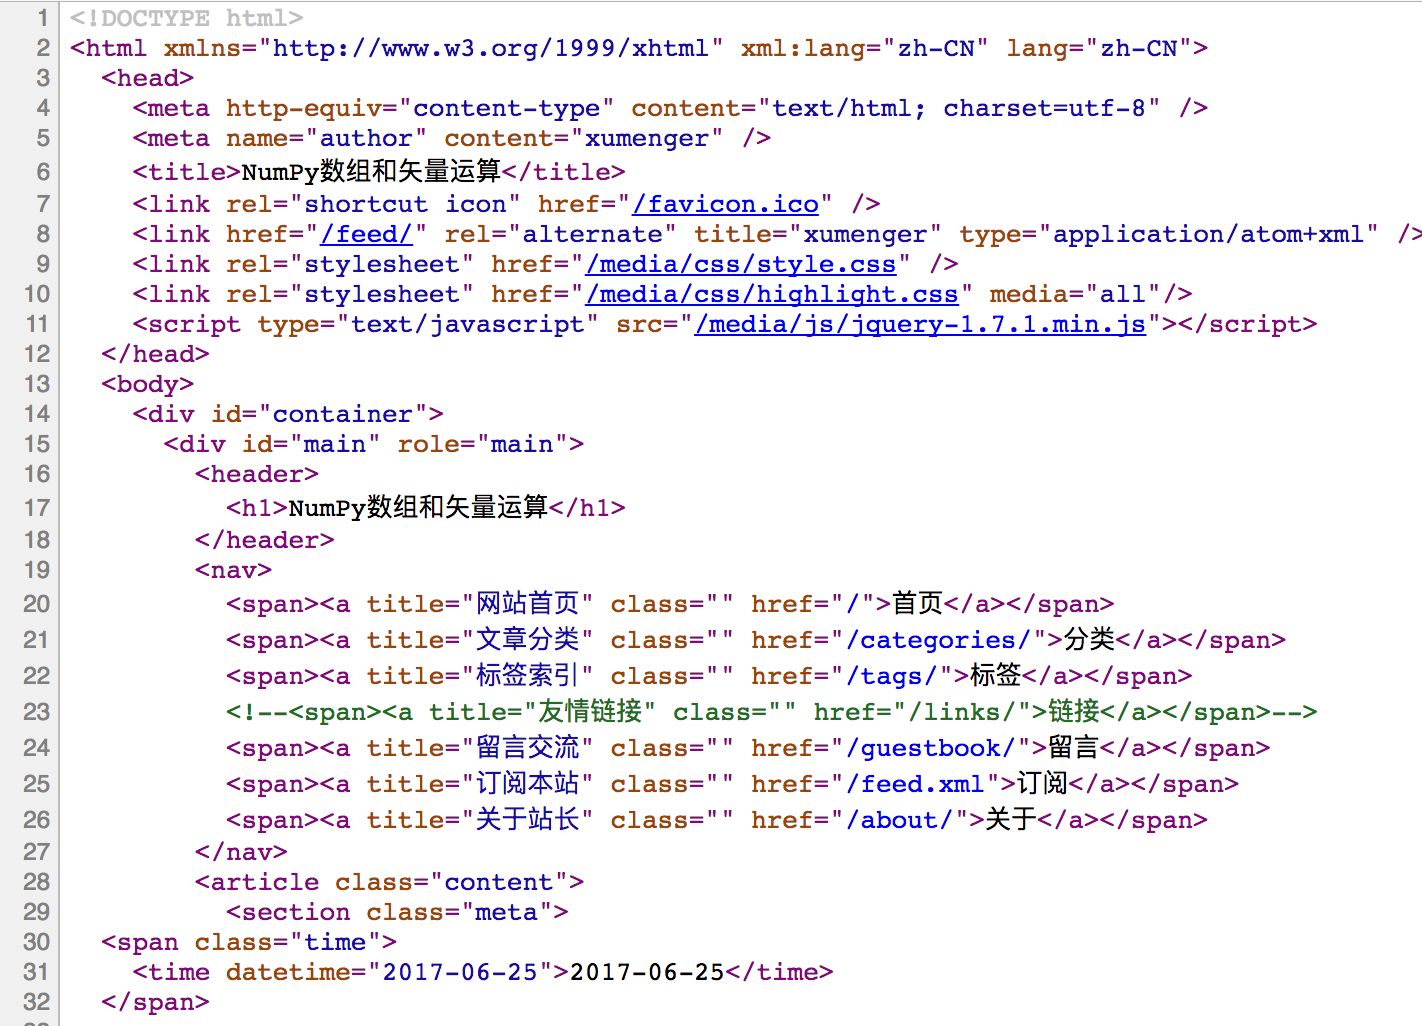 1 <!DOCTYPE html>
2 <html xmlns="http://www.w3.org/1999/xhtml" xml:lang="zh-CN" lang="zh-CN">
3   <head>
4     <meta http-equiv="content-type" content="text/html; charset=utf-8" />
5     <meta name="author" content="xumenger" />
6     <title>NumPy数组和矢量运算</title>
7     <link rel="shortcut icon" href="/favicon.ico" />
8     <link href="/feed/" rel="alternate" title="xumenger" type="application/atom+xml" />
9     <link rel="stylesheet" href="/media/css/style.css" />
10     <link rel="stylesheet" href="/media/css/highlight.css" media="all"/>
11     <script type="text/javascript" src="/media/js/jquery-1.7.1.min.js"></script>
12   </head>
13   <body>
14     <div id="container">
15       <div id="main" role="main">
16         <header>
17           <h1>NumPy数组和矢量运算</h1>
18         </header>
19         <nav>
20           <span><a title="网站首页" class="" href="/">首页</a></span>
21           <span><a title="文章分类" class="" href="/categories/">分类</a></span>
22           <span><a title="标签索引" class="" href="/tags/">标签</a></span>
23           <!--<span><a title="友情链接" class="" href="/links/">链接</a></span>-->
24           <span><a title="留言交流" class="" href="/guestbook/">留言</a></span>
25           <span><a title="订阅本站" class="" href="/feed.xml">订阅</a></span>
26           <span><a title="关于站长" class="" href="/about/">关于</a></span>
27         </nav>
28         <article class="content">
29           <section class="meta">
30   <span class="time">
31     <time datetime="2017-06-25">2017-06-25</time>
32   </span>